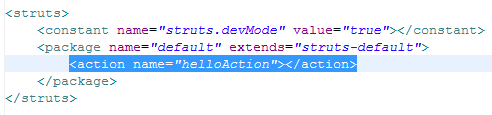 <struts>
<constant name="struts.devMode" value="true"></constant>
<package name="default" extends="struts-default">
<action name="helloAction"></action>
</package>
</struts>